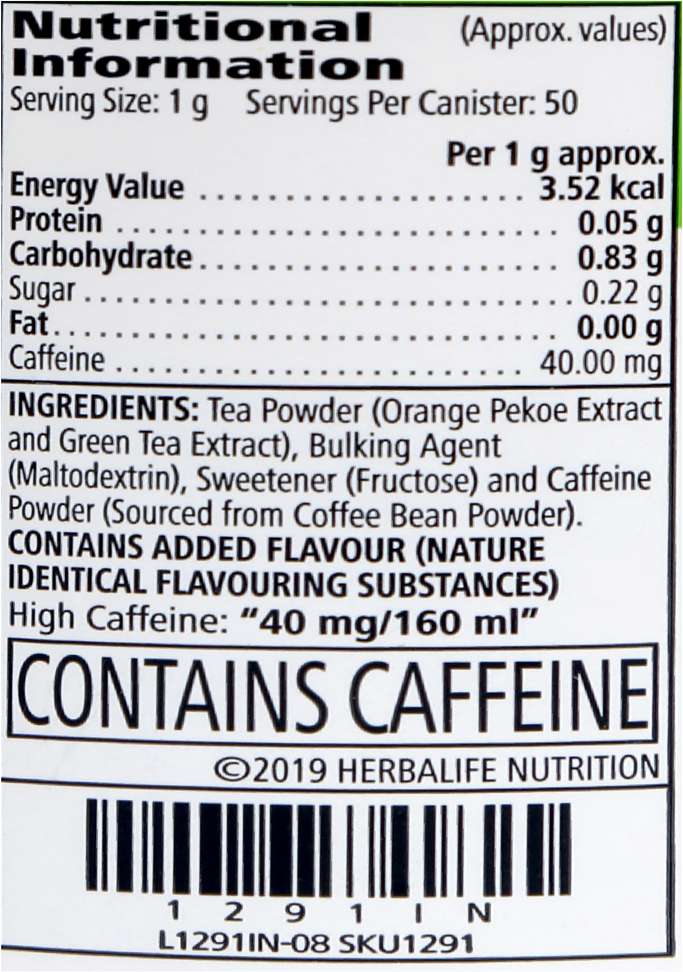 Nutritional (Approx. values)
Information
Serving Size: 1 g Servings Per Canister: 50
Per 1 g approx.
Energy Value .................... 3.52 kcal
Protein ........................... 0.05 g
Carbohydrate...................... 0.83 g
Sugar .............................. 0.22 g
Fat................................ 0.00 g
Caffeine ......................... 40.00 mg
INGREDIENTS: Tea Powder (Orange Pekoe Extract
and Green Tea Extract), Bulking Agent
(Maltodextrin), Sweetener (Fructose) and Caffeine
Powder (Sourced from Coffee Bean Powder).
CONTAINS ADDED FLAVOUR (NATURE
IDENTICAL FLAVOURING SUBSTANCES)
High Caffeine: "40 mg/160 ml"
CONTAINS CAFFEINE
©2019 HERBALIFE NUTRITION
1 2 9 1 I N
L1291IN-08 SKU1291